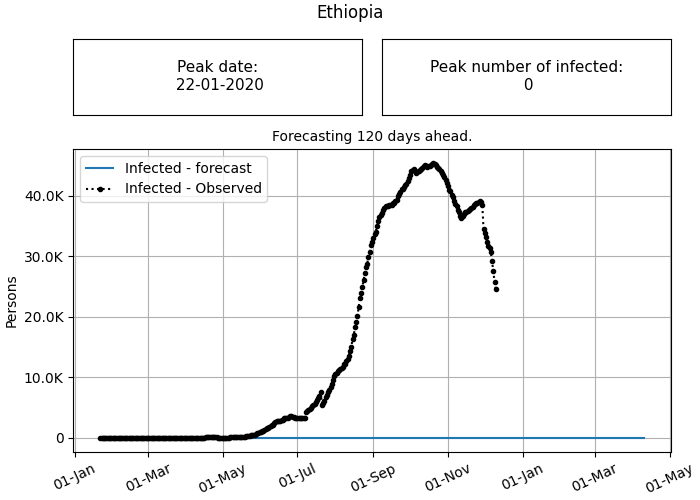 Ethiopia
Peak date:
22-01-2020
Peak number of infected:
0
Forecasting 120 days ahead.
Infected - forecast
Infected - Observed
Persons
40.0K
30.0K
20.0K
10.0K
0
01-Jan
01-Mar
01-May
01-Jul
01-Sep
01-Nov
01-Jan
01-Mar
01-May